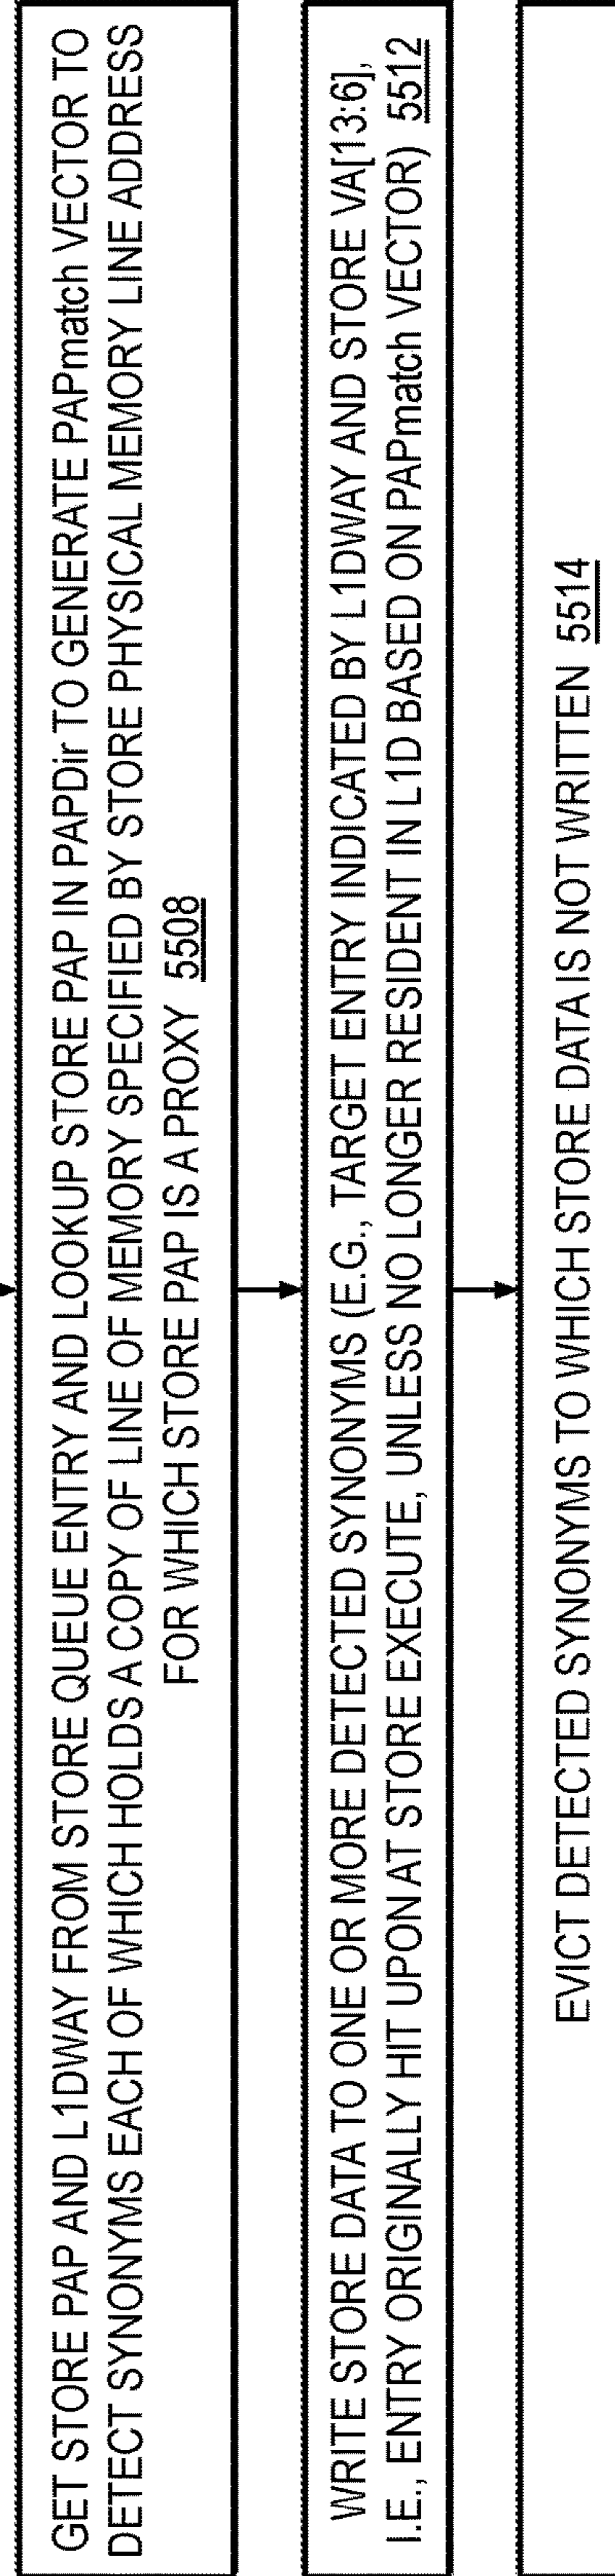 GET STORE PAP AND L1DWAY FROM STORE QUEUE ENTRY AND LOOKUP STORE PAP IN PAPDir TO GENERATE PAPmatch VECTOR TO
DETECT SYNONYMS EACH OF WHICH HOLDS A COPY OF LINE OF MEMORY SPECIFIED BY STORE PHYSICAL MEMORY LINE ADDRESS
FOR WHICH STORE PAP IS A PROXY 5508
WRITE STORE DATA TO ONE OR MORE DETECTED SYNONYMS (E.G., TARGET ENTRY INDICATED BY L1DWAY AND STORE VA[13:6],
I.E., ENTRY ORIGINALLY HIT UPON AT STORE EXECUTE, UNLESS NO LONGER RESIDENT IN L1D BASED ON PAPmatch VECTOR) 5512
EVICT DETECTED SYNONYMS TO WHICH STORE DATA IS NOT WRITTEN 5514